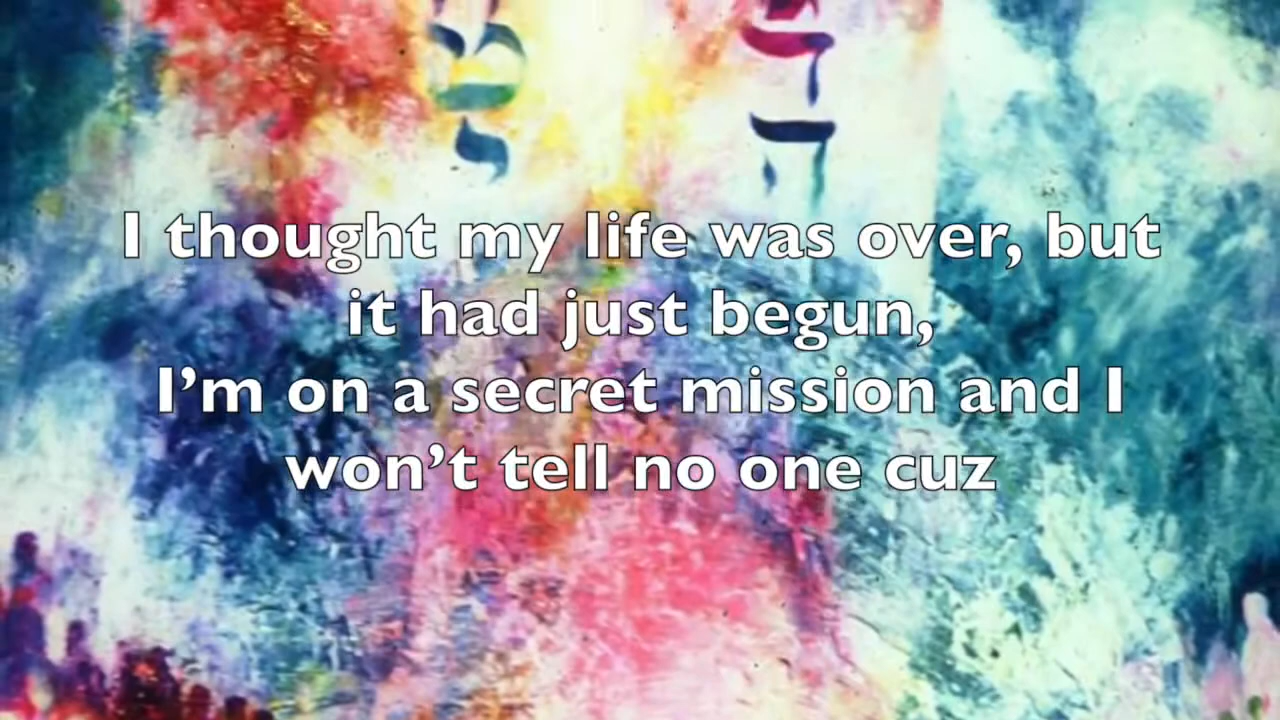 I thought my life was over, but
it had just begun,
I’m on a secret mission and I
won’t tell no one cuz